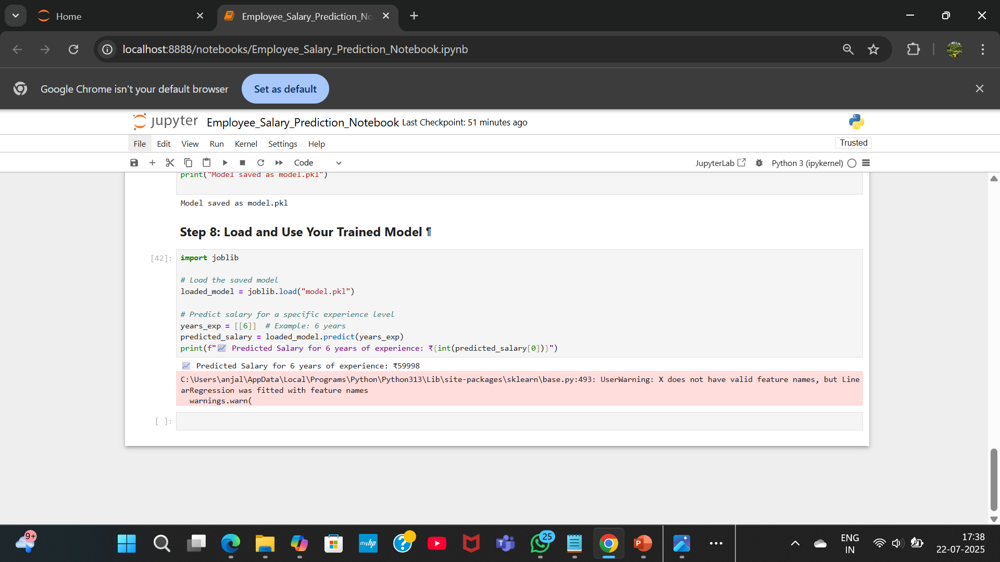 Home
Employee_Salary_Prediction_No
localhost:8888/notebooks/Employee_Salary_Prediction_Notebook.ipynb
Google Chrome isn't your default browser
Set as default
jupyter
Employee_Salary_Prediction_Notebook Last Checkpoint: 51 minutes ago
File Edit View Run Kernel Settings Help
Trusted
Code
JupyterLab
Python 3 (ipykernel)
print("Model saved as model.pkl")
Model saved as model.pkl
Step 8: Load and Use Your Trained Model ¶
[42]:
import joblib
# Load the saved model
loaded_model = joblib.load("model.pkl")
# Predict salary for a specific experience level
years_exp = [[6]]  # Example: 6 years
predicted_salary = loaded_model.predict(years_exp)
print(f"📈 Predicted Salary for 6 years of experience: ₹{int(predicted_salary[0])}")
📈 Predicted Salary for 6 years of experience: ₹59998
C:\Users\anjal\AppData\Local\Programs\Python\Python313\Lib\site-packages\sklearn\base.py:493: UserWarning: X does not have valid feature names, but Line
arRegression was fitted with feature names
  warnings.warn(
[ ]:
9+
myhp
25
ENG
IN
17:38
22-07-2025